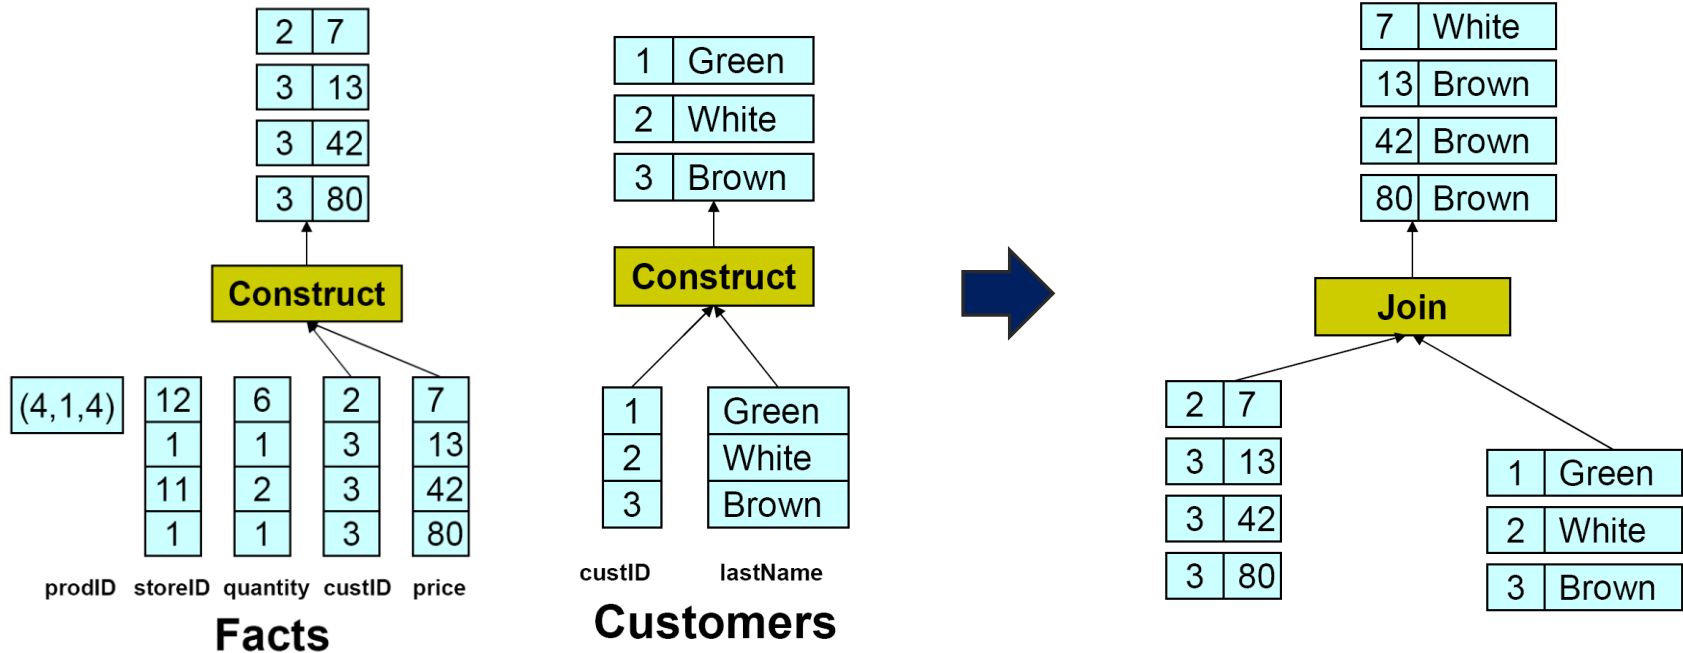 2 7
3 13
3 42
3 80
Construct
(4,1,4) 12 6 2 7
1 1 3 13
11 2 3 42
1 1 3 80
prodID storeID quantity custID price
Facts
1 Green
2 White
3 Brown
Construct
1 Green
2 White
3 Brown
custID lastName
Customers
7 White
13 Brown
42 Brown
80 Brown
Join
2 7
3 13
3 42
3 80
1 Green
2 White
3 Brown